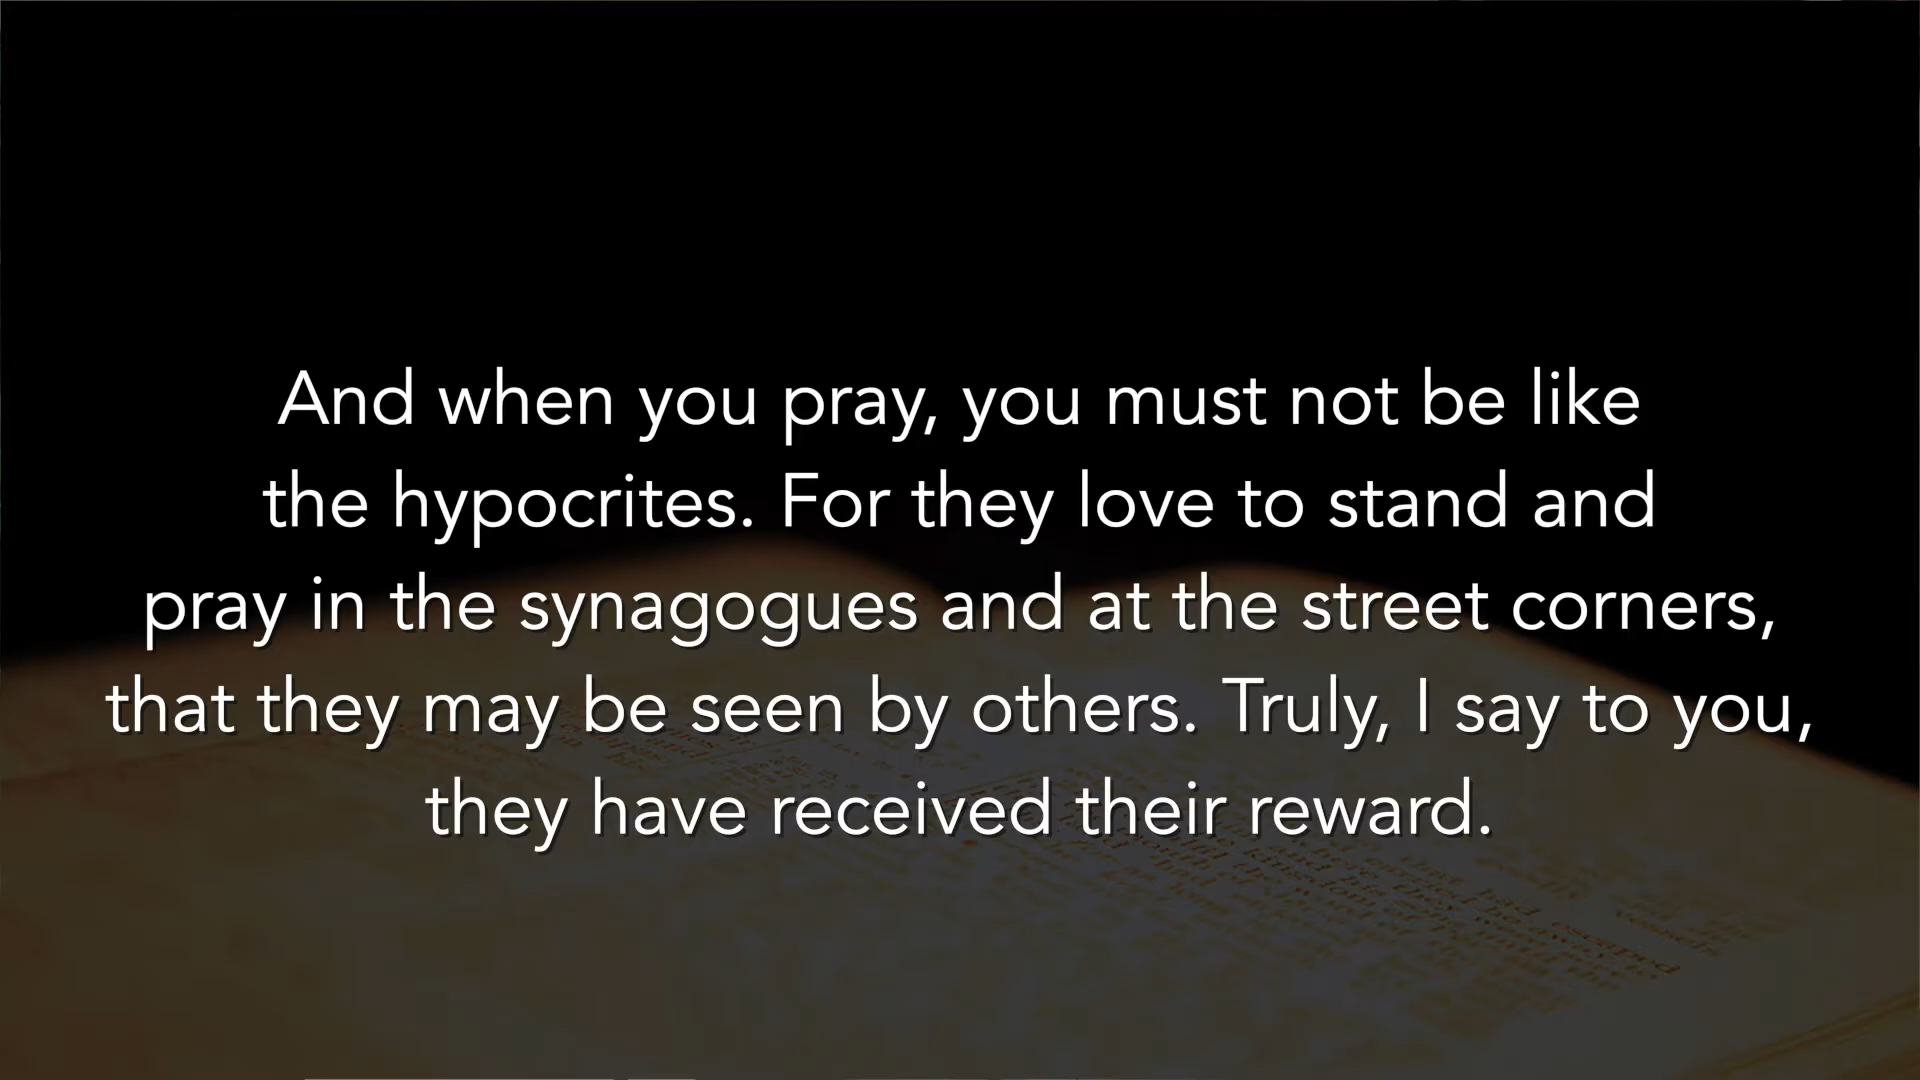 And when you pray, you must not be like
the hypocrites. For they love to stand and
pray in the synagogues and at the street corners,
that they may be seen by others. Truly, I say to you,
they have received their reward.